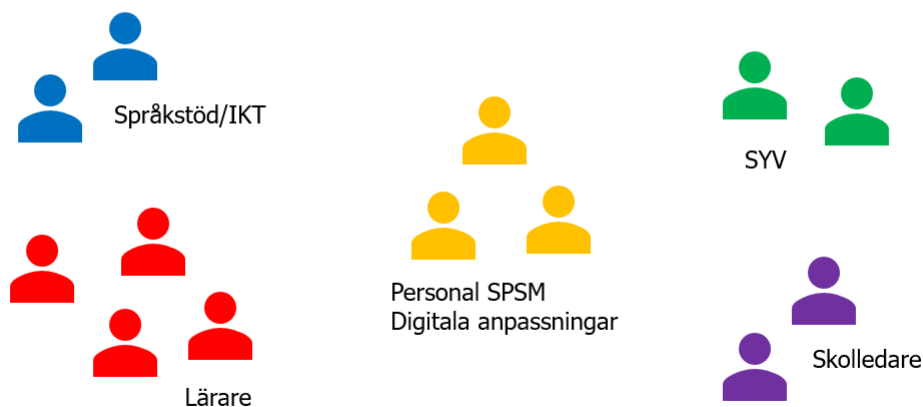 Språkstöd/IKT
SYV
Personal SPSM
Digitala anpassningar
Skolledare
Lärare